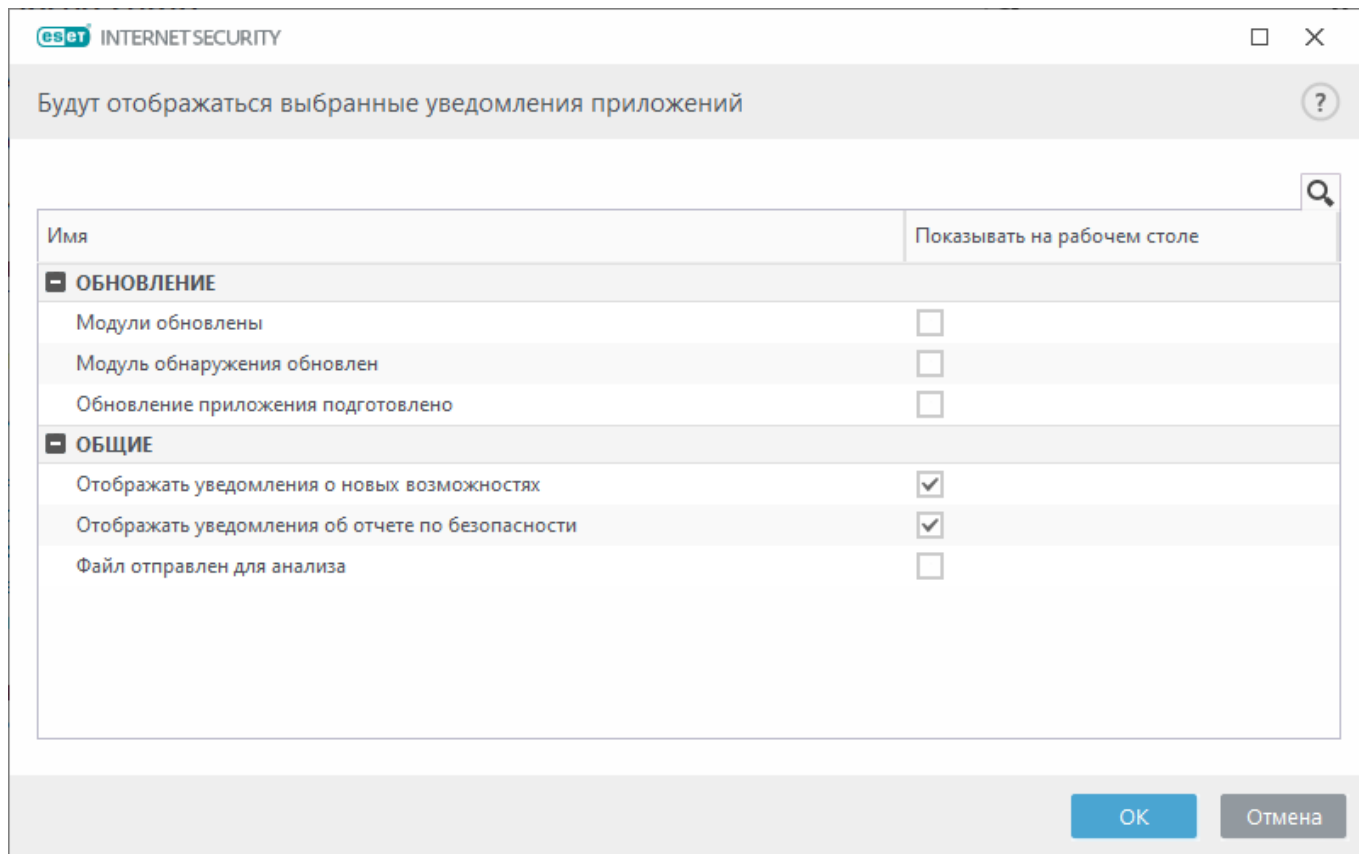 eset INTERNET SECURITY
Будут отображаться выбранные уведомления приложений
?
Имя Показывать на рабочем столе
ОБНОВЛЕНИЕ
Модули обновлены
Модуль обнаружения обновлен
Обновление приложения подготовлено
ОБЩИЕ
Отображать уведомления о новых возможностях
Отображать уведомления об отчете по безопасности
Файл отправлен для анализа
ОК Отмена